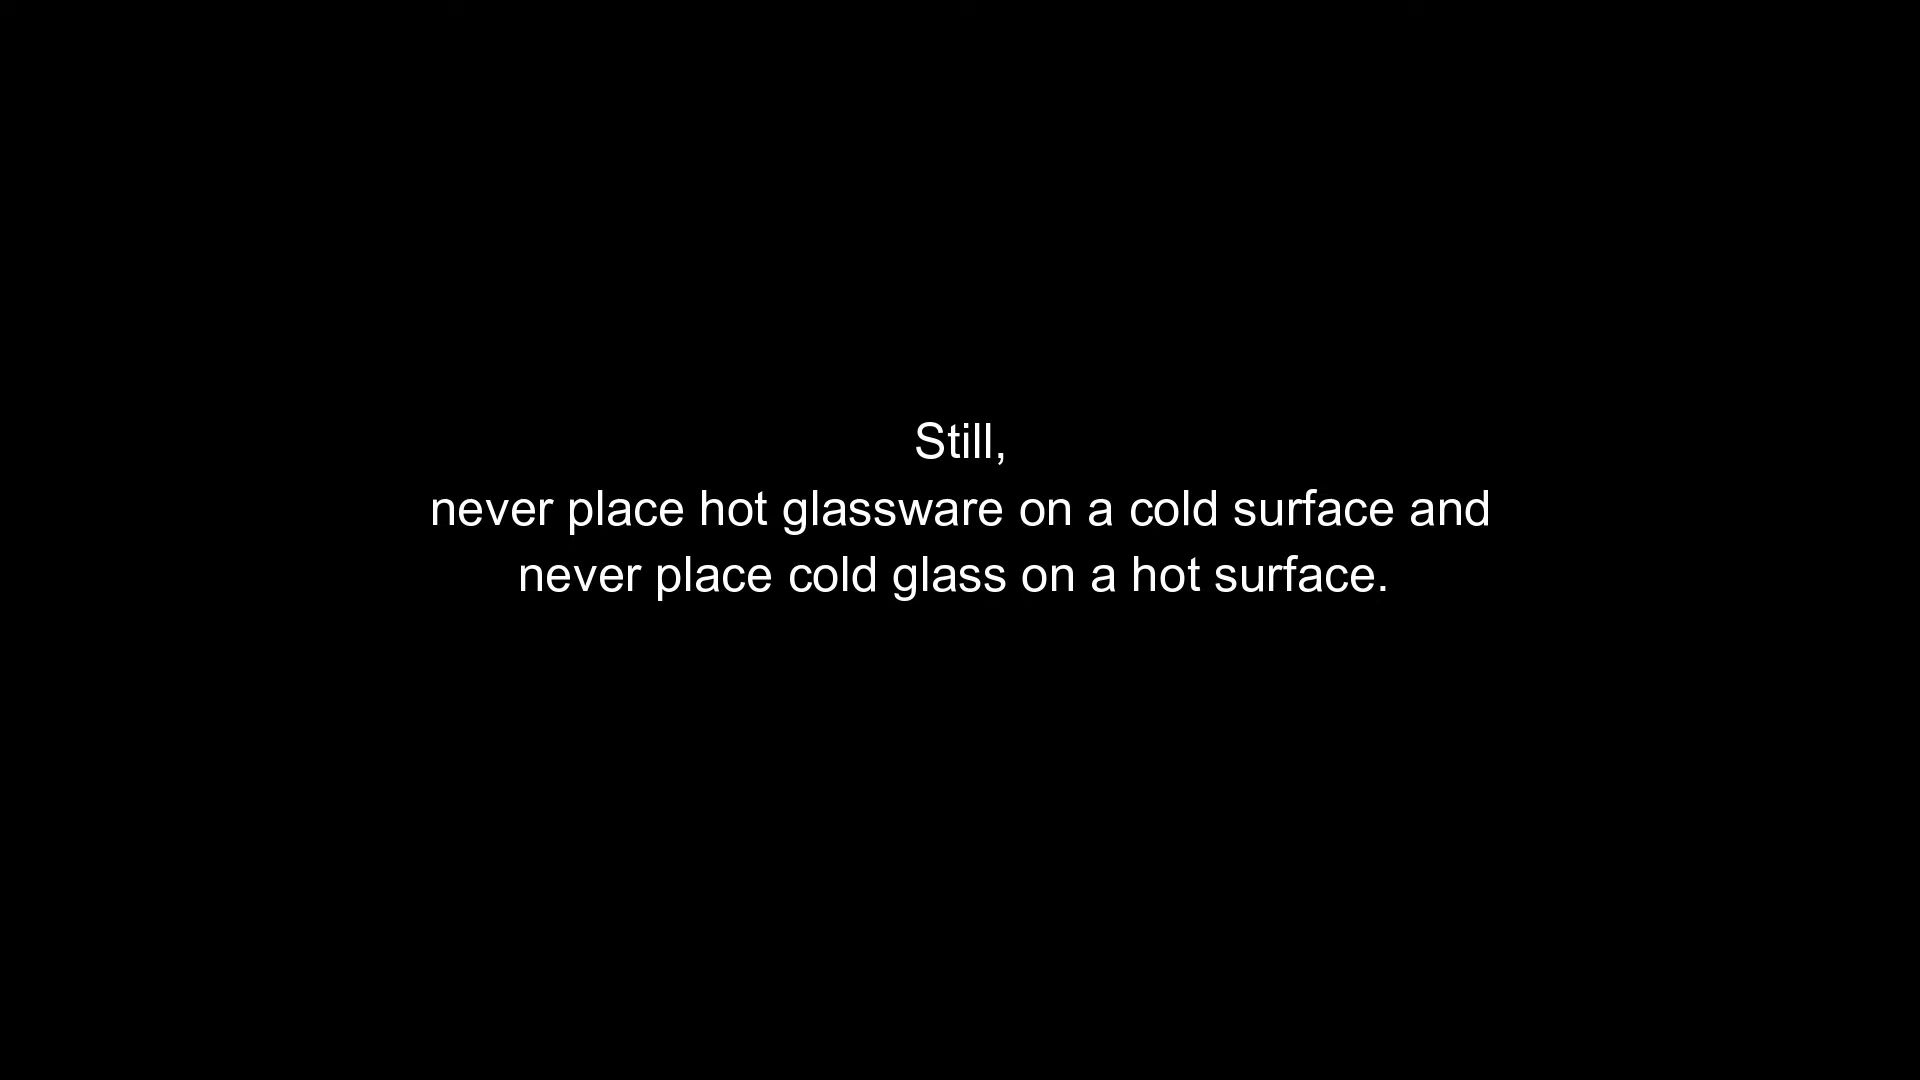 Still,
never place hot glassware on a cold surface and
never place cold glass on a hot surface.